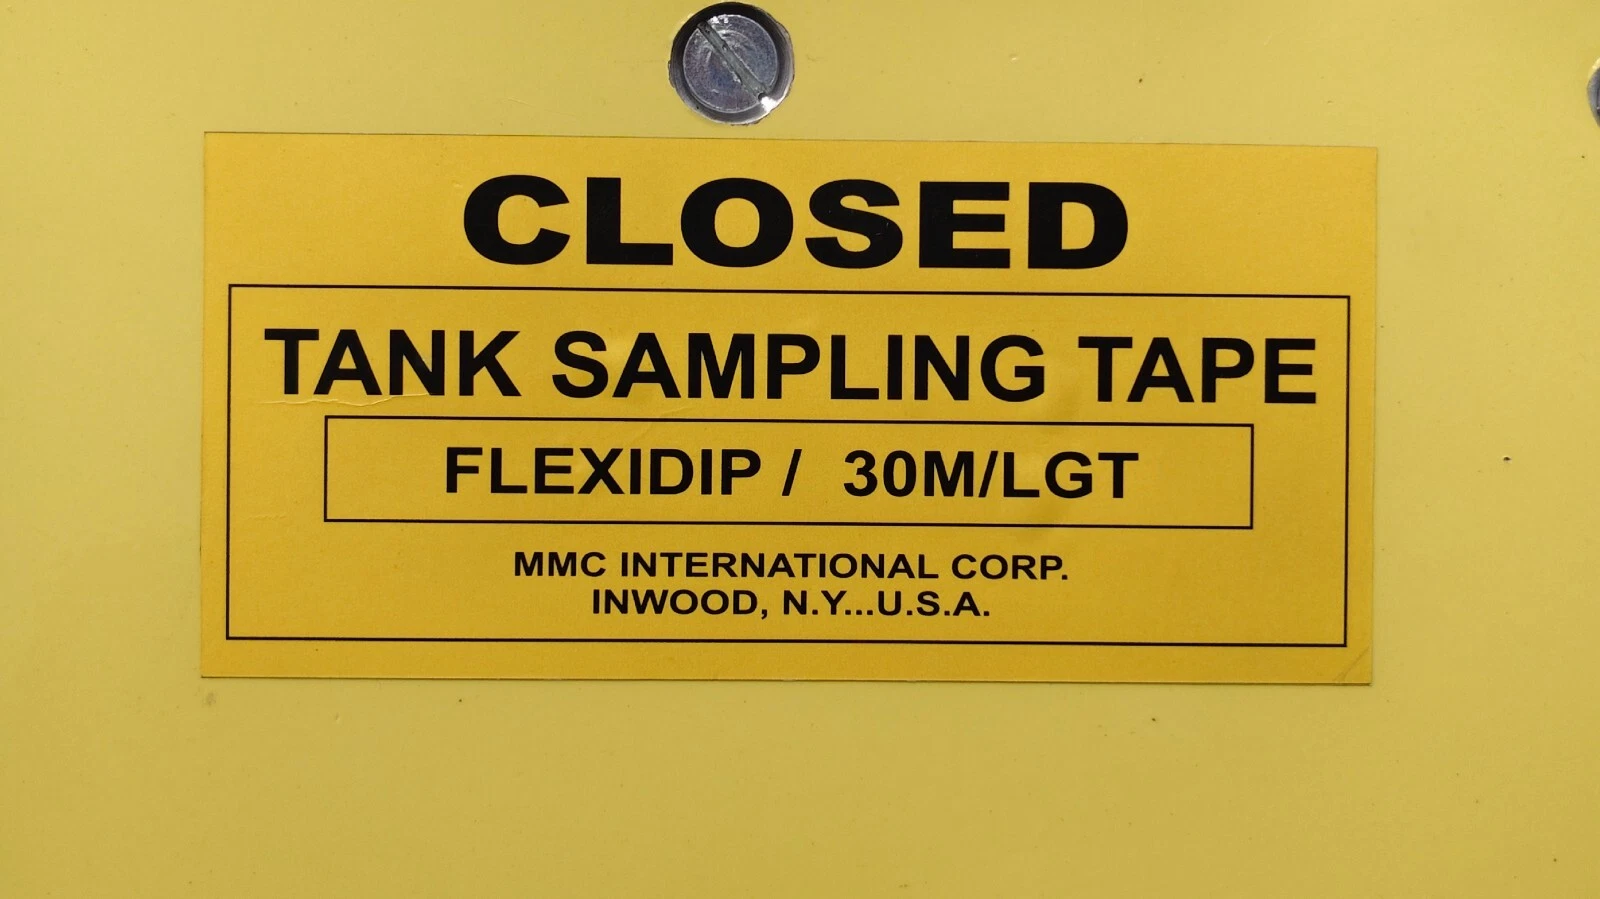 CLOSED
TANK SAMPLING TAPE
FLEXIDIP / 30M/LGT
MMC INTERNATIONAL CORP.
INWOOD, N.Y...U.S.A.